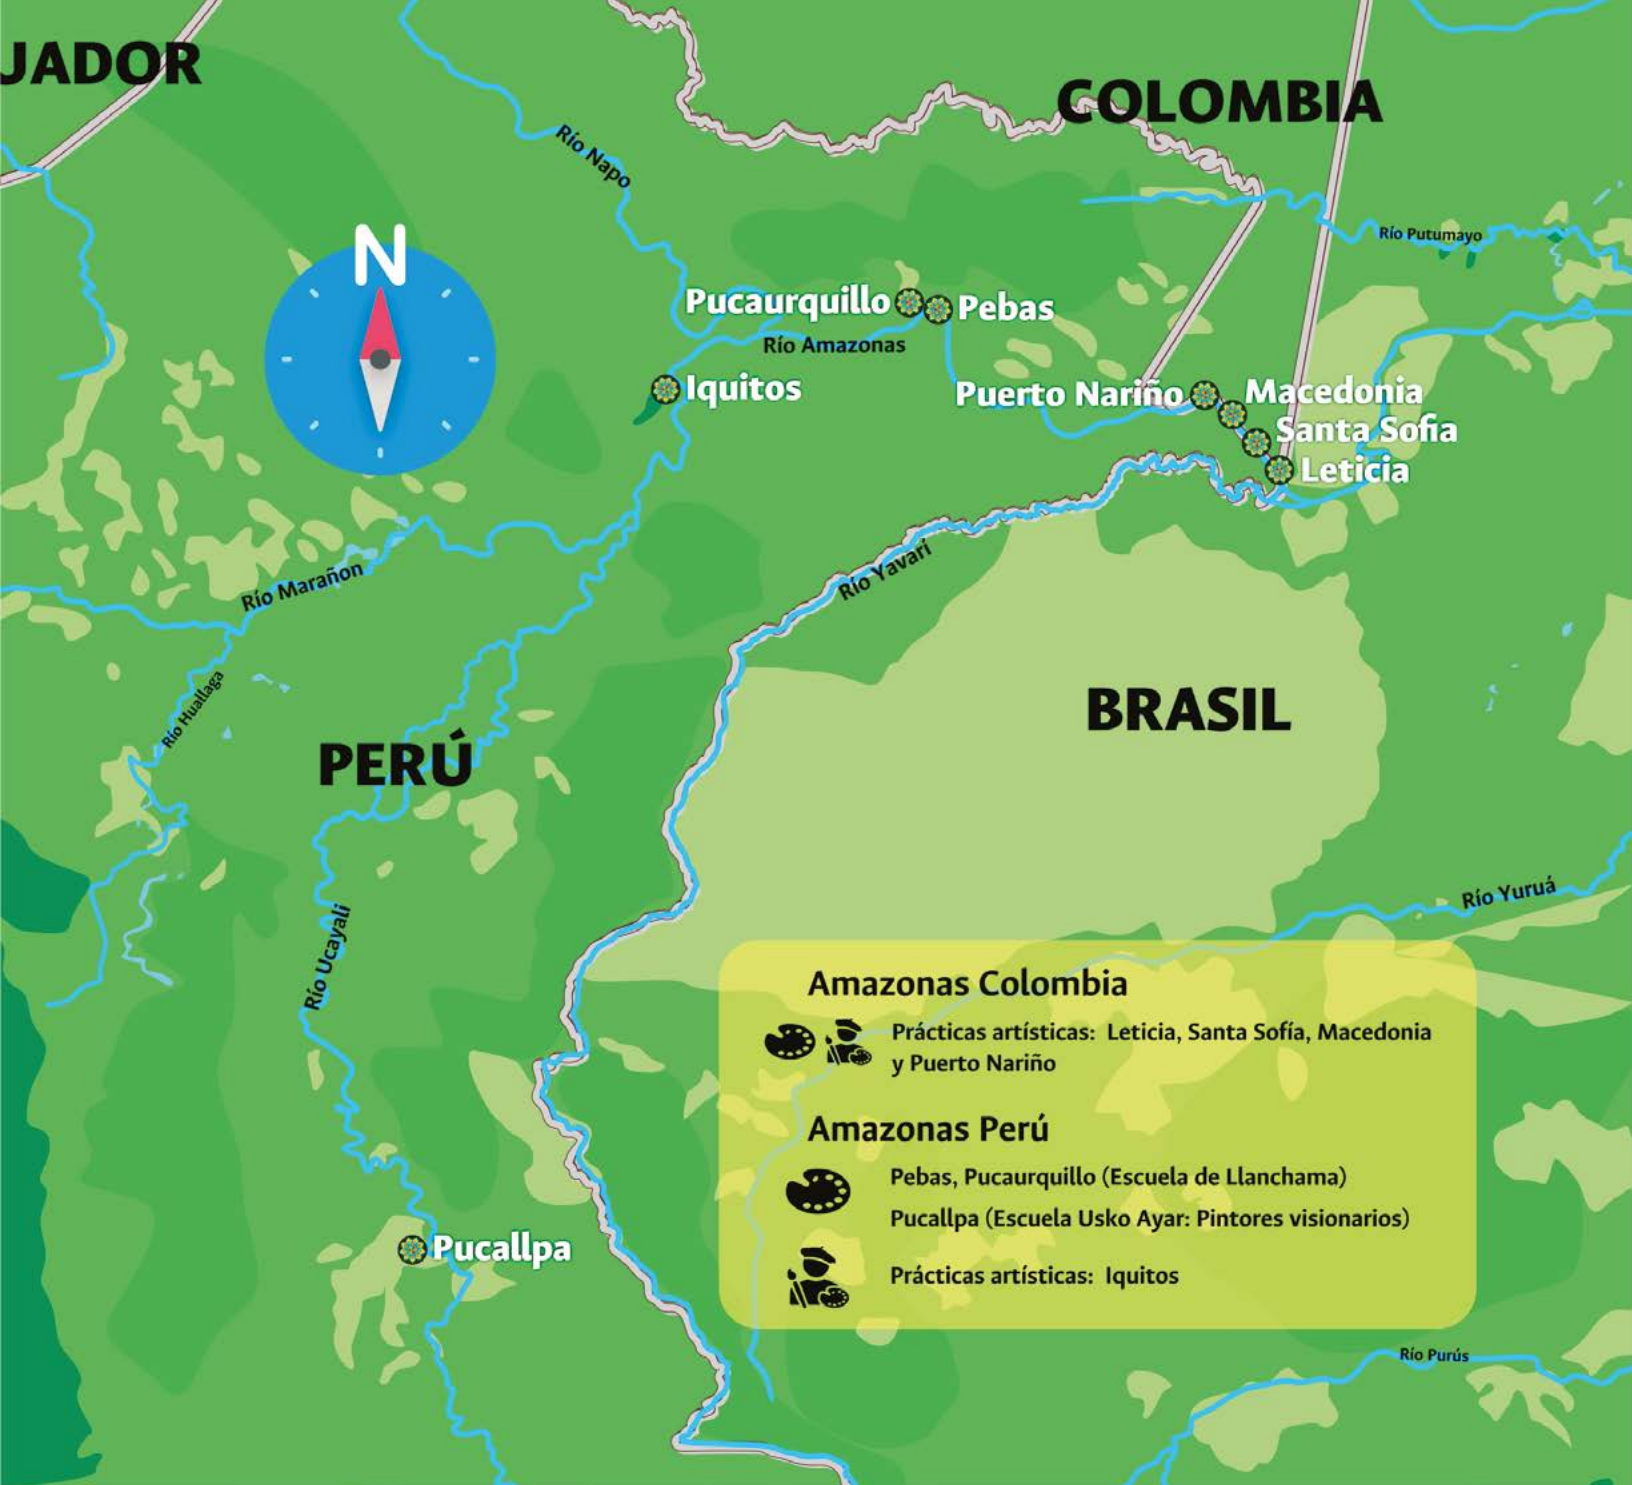 UADOR
COLOMBIA
Río Napo
Río Putumayo
N
Pucaurquillo
Pebas
Río Amazonas
Iquitos
Puerto Nariño
Macedonia
Santa Sofia
Leticia
Río Yavarí
Río Marañon
Río Huallaga
BRASIL
PERÚ
Río Yuruá
Río Ucayali
Amazonas Colombia
Prácticas artísticas: Leticia, Santa Sofía, Macedonia
y Puerto Nariño
Amazonas Perú
Pebas, Pucaurquillo (Escuela de Llanchama)
Pucallpa (Escuela Usko Ayar: Pintores visionarios)
Pucallpa
Prácticas artísticas: Iquitos
Río Purús